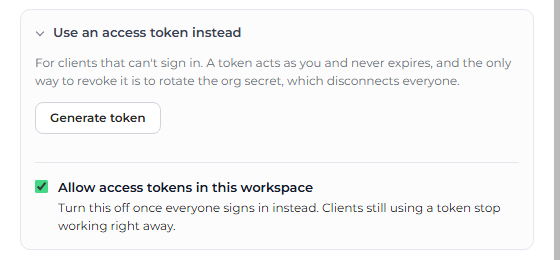 Use an access token instead
For clients that can't sign in. A token acts as you and never expires, and the only
way to revoke it is to rotate the org secret, which disconnects everyone.
Generate token
Allow access tokens in this workspace
Turn this off once everyone signs in instead. Clients still using a token stop
working right away.